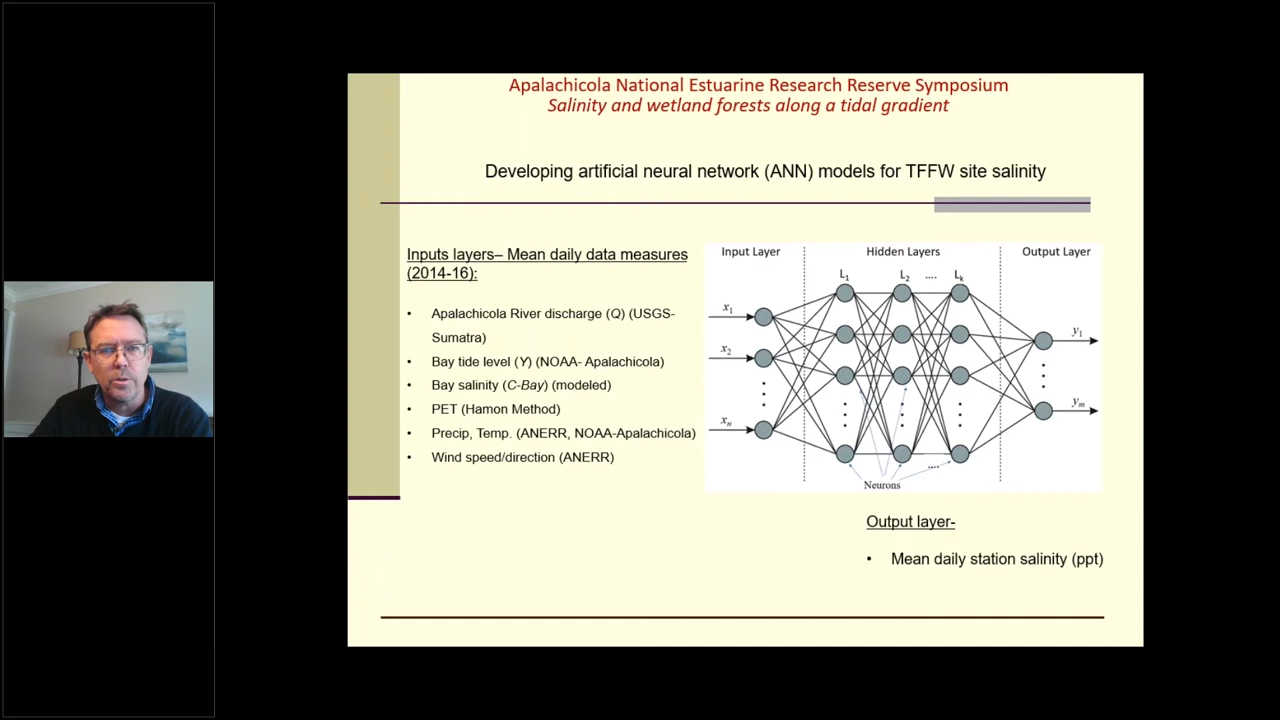 Apalachicola National Estuarine Research Reserve Symposium
Salinity and wetland forests along a tidal gradient
Developing artificial neural network (ANN) models for TFFW site salinity
Inputs layers– Mean daily data measures
(2014-16):
• Apalachicola River discharge (Q) (USGS-
Sumatra)
• Bay tide level (Y) (NOAA- Apalachicola)
• Bay salinity (C-Bay) (modeled)
• PET (Hamon Method)
• Precip, Temp. (ANERR, NOAA-Apalachicola)
• Wind speed/direction (ANERR)
Input Layer Hidden Layers Output Layer
L1 L2 .... Lk
x1
x2
xn
y1
ym
....
Neurons
Output layer-
• Mean daily station salinity (ppt)